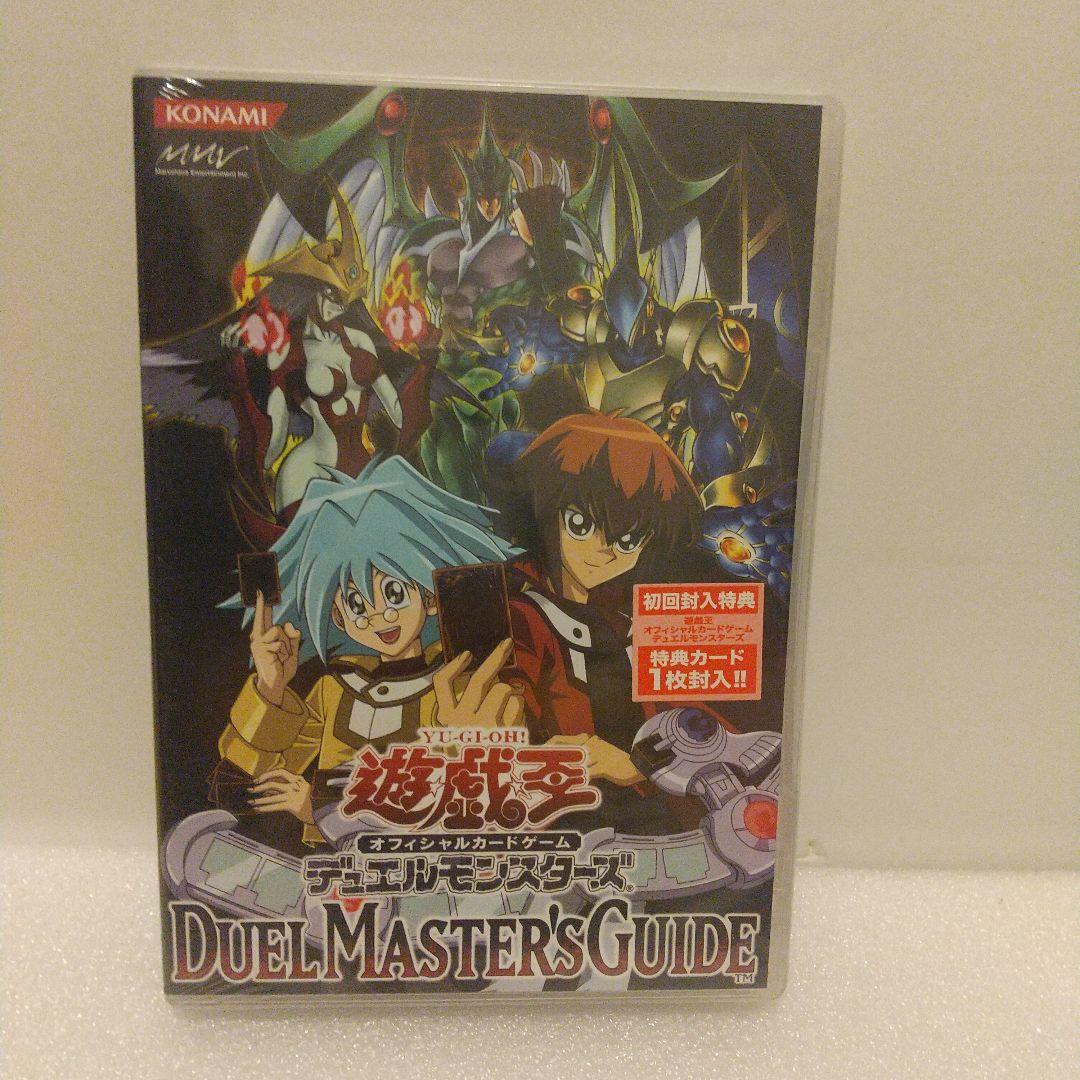 KONAMI
Marvelous Entertainment Inc.
初回封入特典
遊戯王
オフィシャルカードゲーム
デュエルモンスターズ
特典カード
1枚封入!!
YU-GI-OH!
遊戯王
オフィシャルカードゲーム
デュエルモンスターズ®
DUEL MASTER'S GUIDE
TM